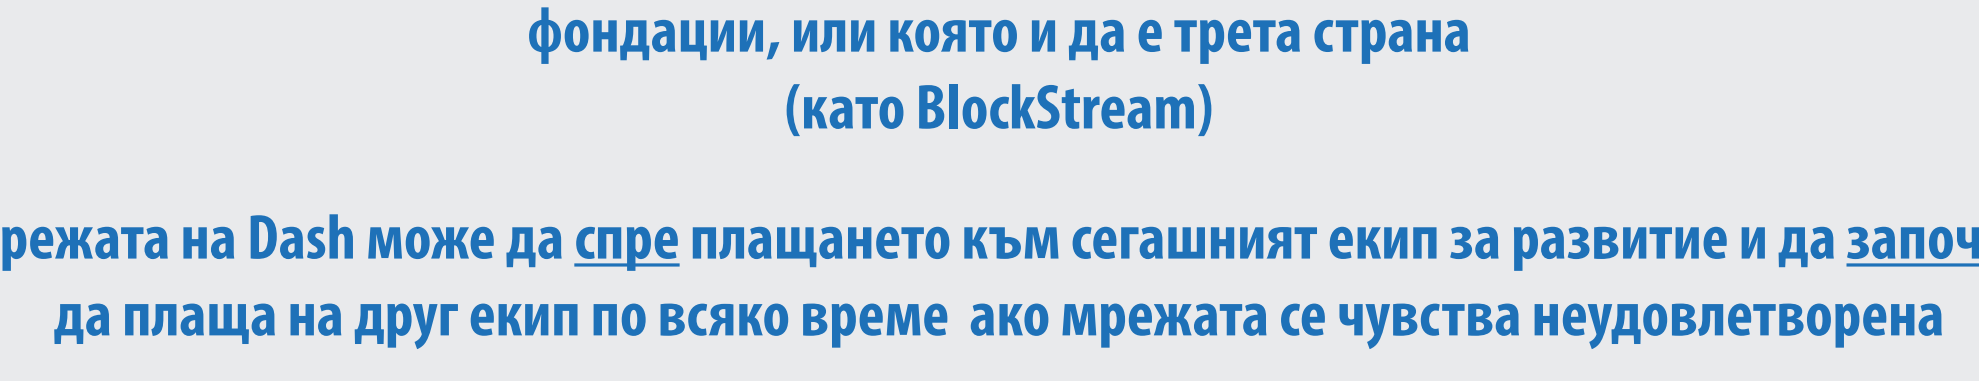 фондации, или която и да е трета страна
(като BlockStream)
режата на Dash може да спре плащането към сегашният екип за развитие и да започ
да плаща на друг екип по всяко време  ако мрежата се чувства неудовлетворена